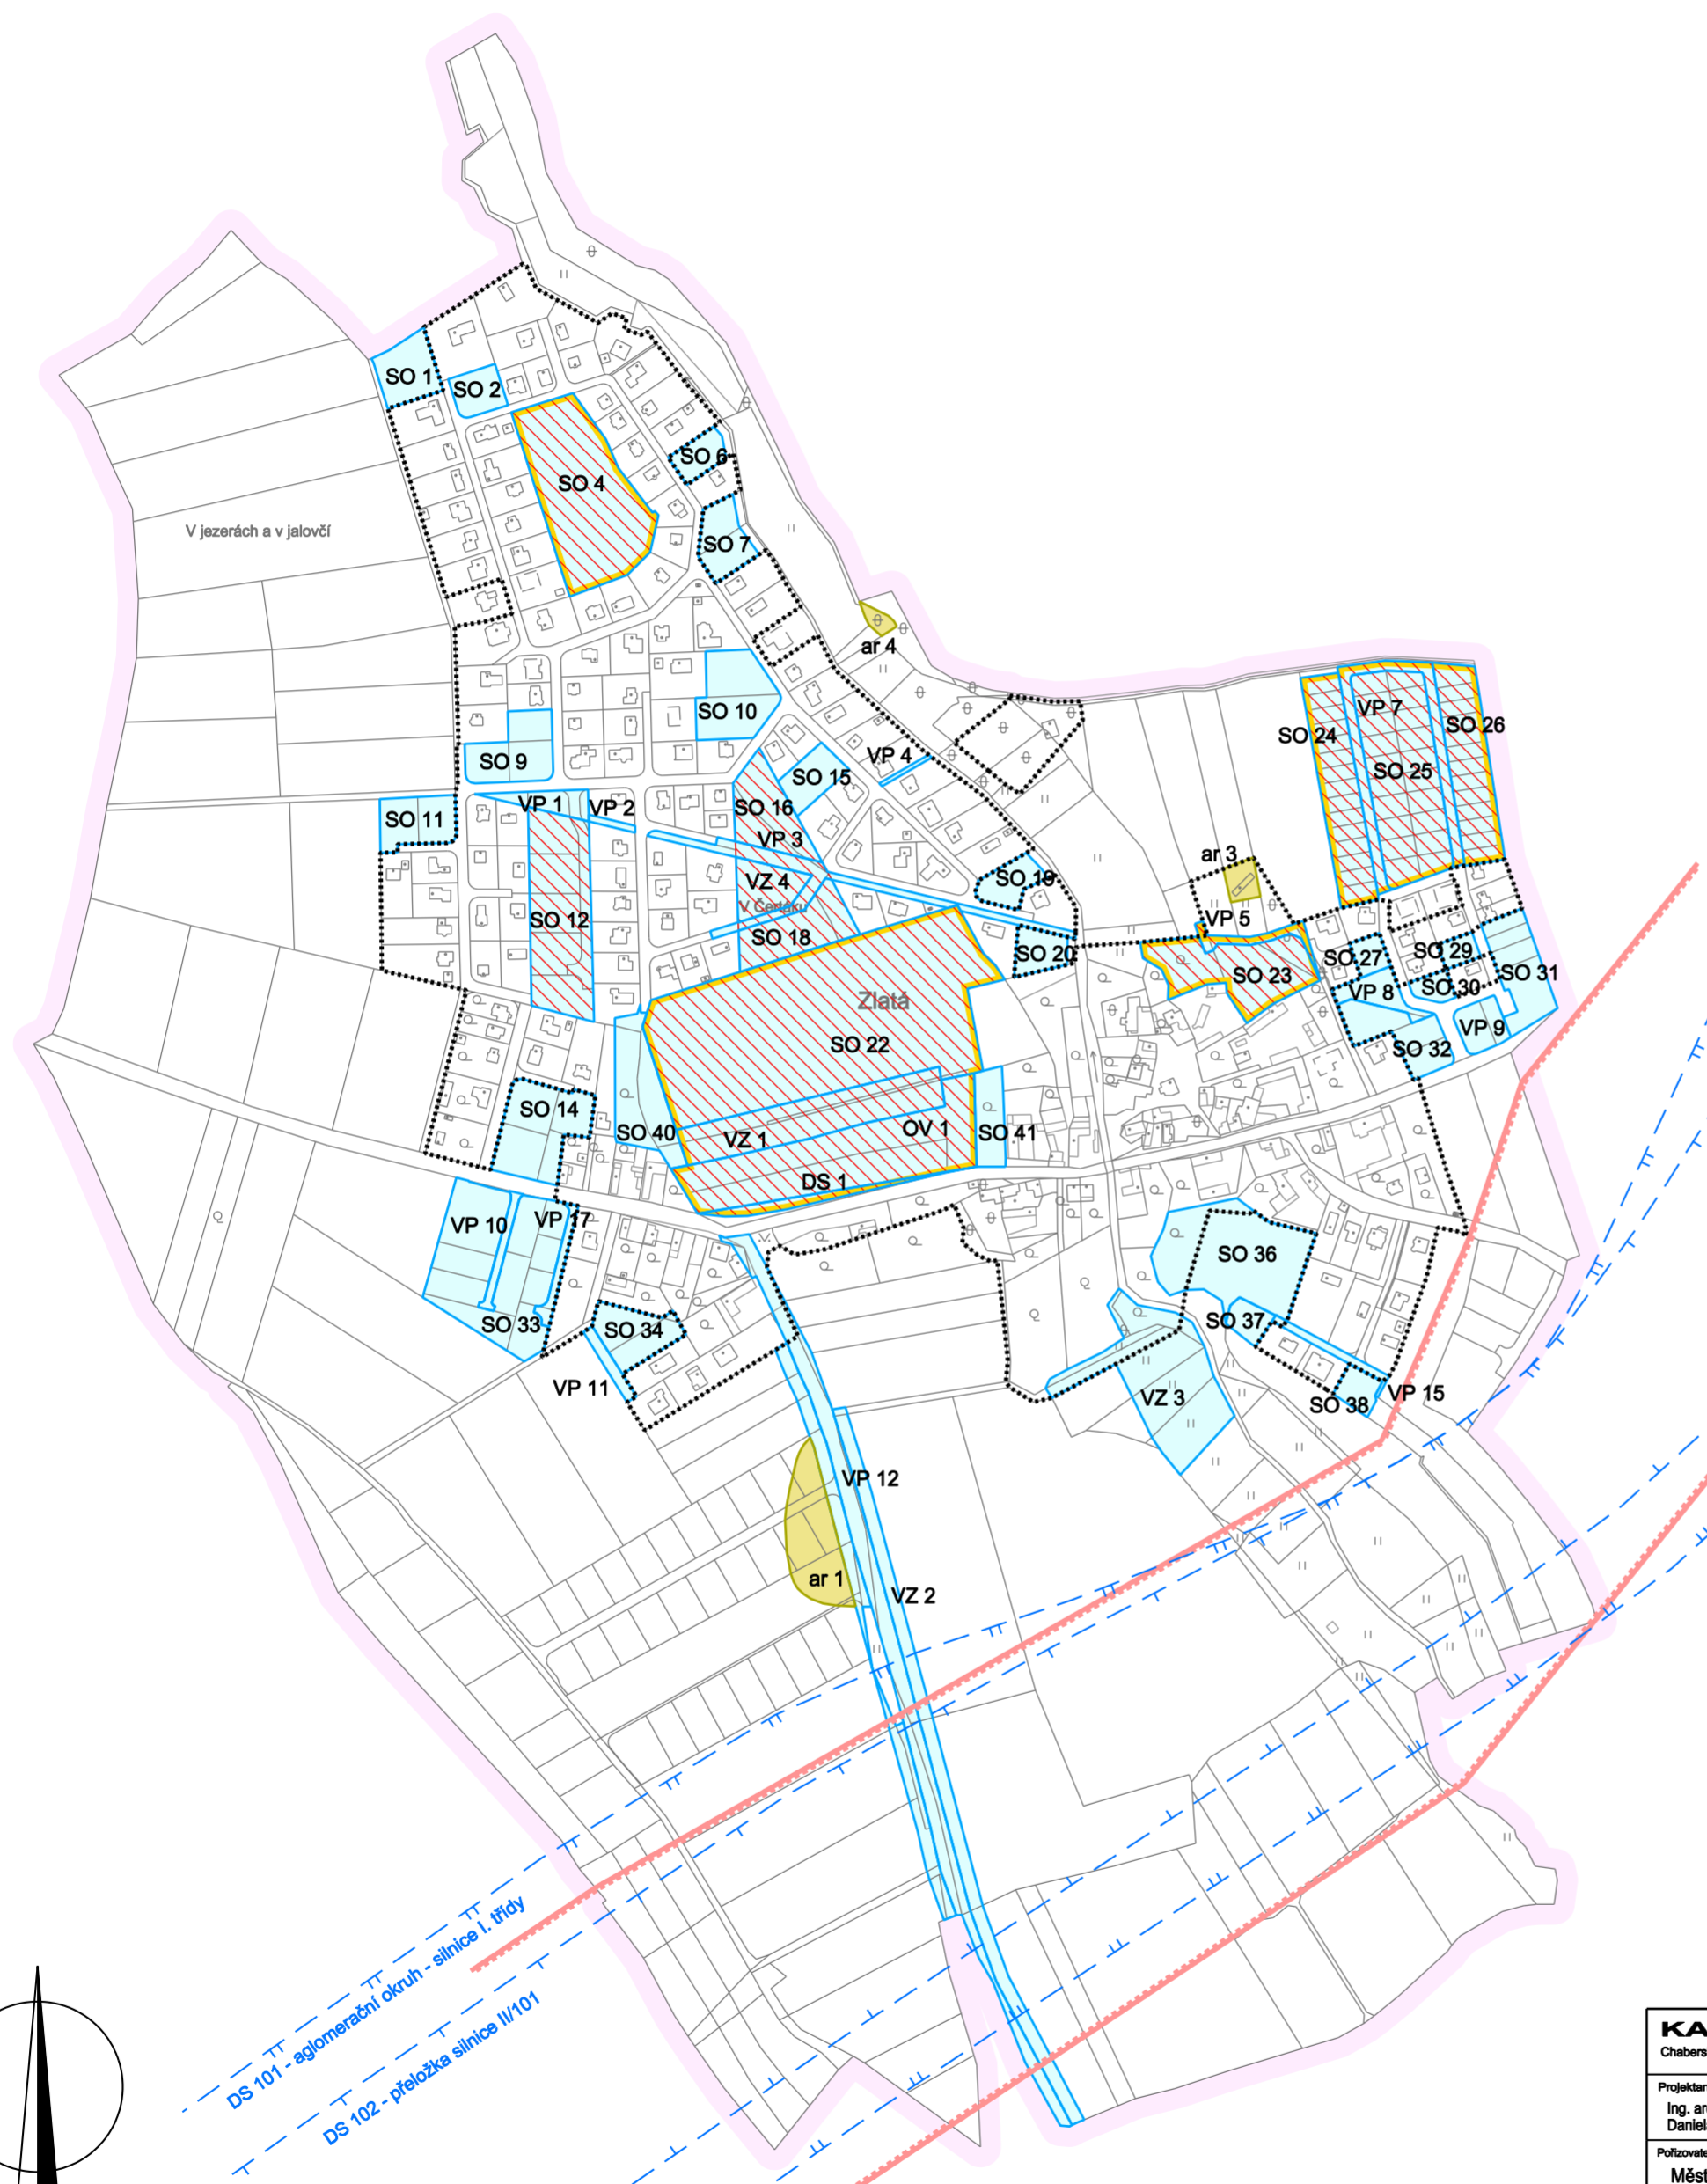 SO 1
SO 2
SO 6
SO 4
V jezerách a v jalovčí
SO 7
ar 4
SO 10
VP 7
SO 26
SO 24
VP 4
SO 9
SO 25
SO 15
VP 1
VP 2
SO 16
SO 11
VP 3
ar 3
SO 19
VZ 4
V Čertáku
SO 12
VP 5
SO 18
SO 20
SO 27
SO 29
SO 23
SO 31
SO 30
VP 8
Zlatá
VP 9
SO 22
SO 32
SO 14
OV 1
SO 40
VZ 1
SO 41
DS 1
VP 10
VP 17
SO 36
SO 37
SO 33
SO 34
VP 11
VP 15
VZ 3
SO 38
VP 12
ar 1
VZ 2
DS 101 - aglomerační okruh - silnice I. třídy
DS 102 - přeložka silnice II/101
KA
Chabers
Projektan
Ing. ar
Daniel
Pořizovate
Měs